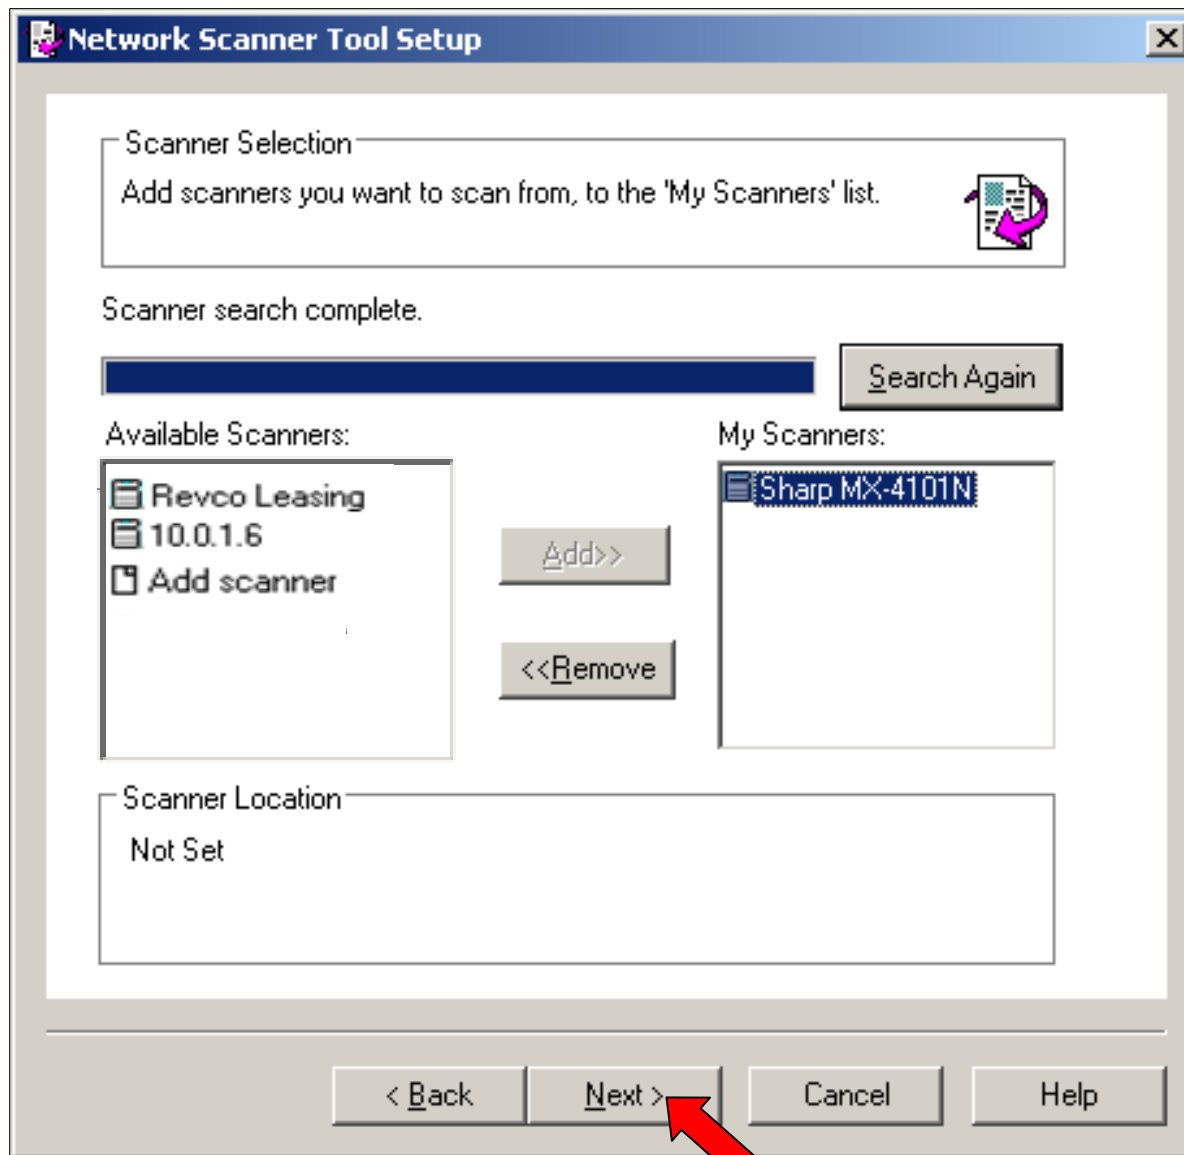 Network Scanner Tool Setup
Scanner Selection
Add scanners you want to scan from, to the 'My Scanners' list.
Scanner search complete.
Search Again
Available Scanners:
My Scanners:
Revco Leasing
10.0.1.6
Add scanner
Sharp MX-4101N
Add>>
<<Remove
Scanner Location
Not Set
< Back
Next >
Cancel
Help